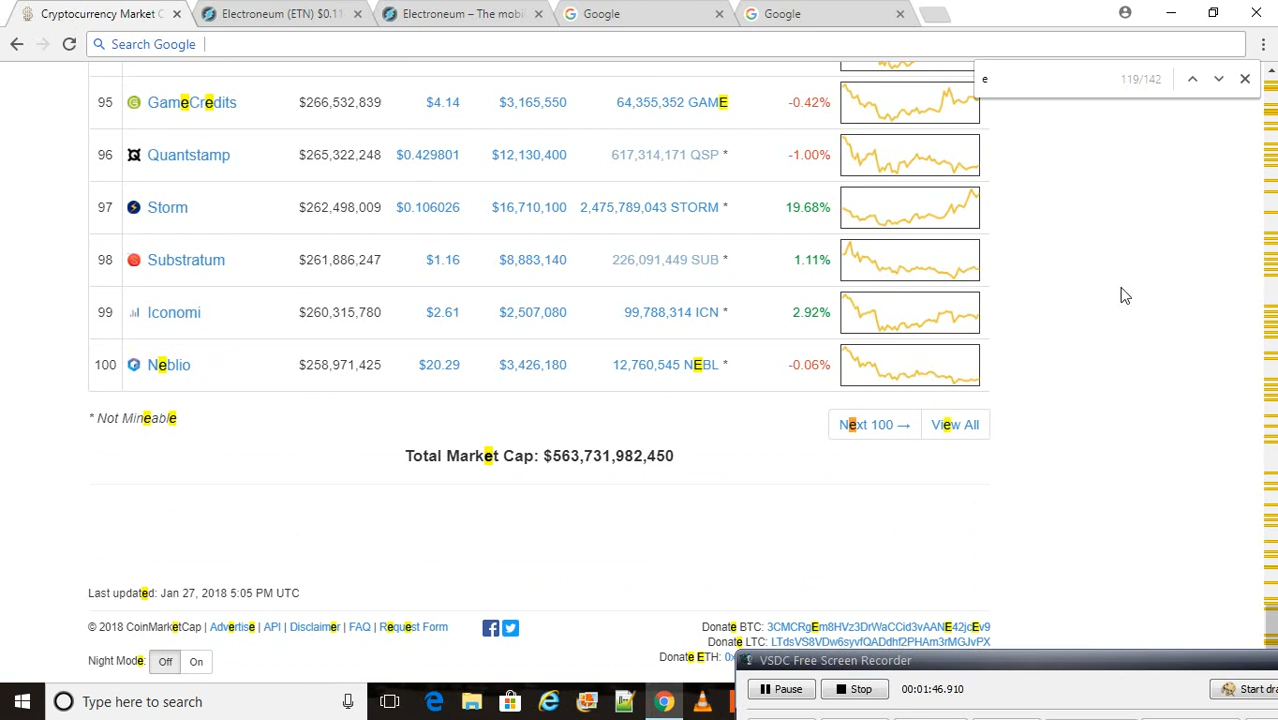 Cryptocurrency Market C
Electroneum (ETN) $0.11
Electroneum – The mobi
Google
Google
Search Google
e
119/142
95 GameCredits $266,532,839 $4.14 $3,165,550 64,355,352 GAME -0.42%
96 Quantstamp $265,322,248 $0.429801 $12,130,400 617,314,171 QSP * -1.00%
97 Storm $262,498,009 $0.106026 $16,710,100 2,475,789,043 STORM * 19.68%
98 Substratum $261,886,247 $1.16 $8,883,140 226,091,449 SUB * 1.11%
99 Iconomi $260,315,780 $2.61 $2,507,080 99,788,314 ICN * 2.92%
100 Neblio $258,971,425 $20.29 $3,426,180 12,760,545 NEBL * -0.06%
* Not Mineable
Next 100 → View All
Total Market Cap: $563,731,982,450
Last updated: Jan 27, 2018 5:05 PM UTC
© 2018 CoinMarketCap | Advertise | API | Disclaimer | FAQ | Request Form
Donate BTC: 3CMCRgEm8HVz3DrWaCCid3vAANE42jcEv9
Donate LTC: LTdsVS8VDw6syvfQADdhf2PHAm3rMGJvPX
Donate ETH: 0x
Night Mode: Off On
VSDC Free Screen Recorder
Pause Stop 00:01:46.910 Start dra
Type here to search